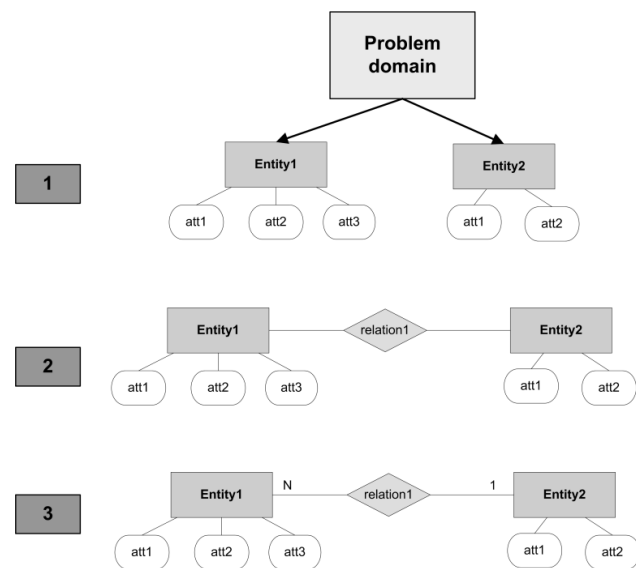 Problem
domain
1
Entity1
Entity2
att1
att2
att3
att1
att2
2
Entity1
relation1
Entity2
att1
att2
att3
att1
att2
3
Entity1
N
relation1
1
Entity2
att1
att2
att3
att1
att2